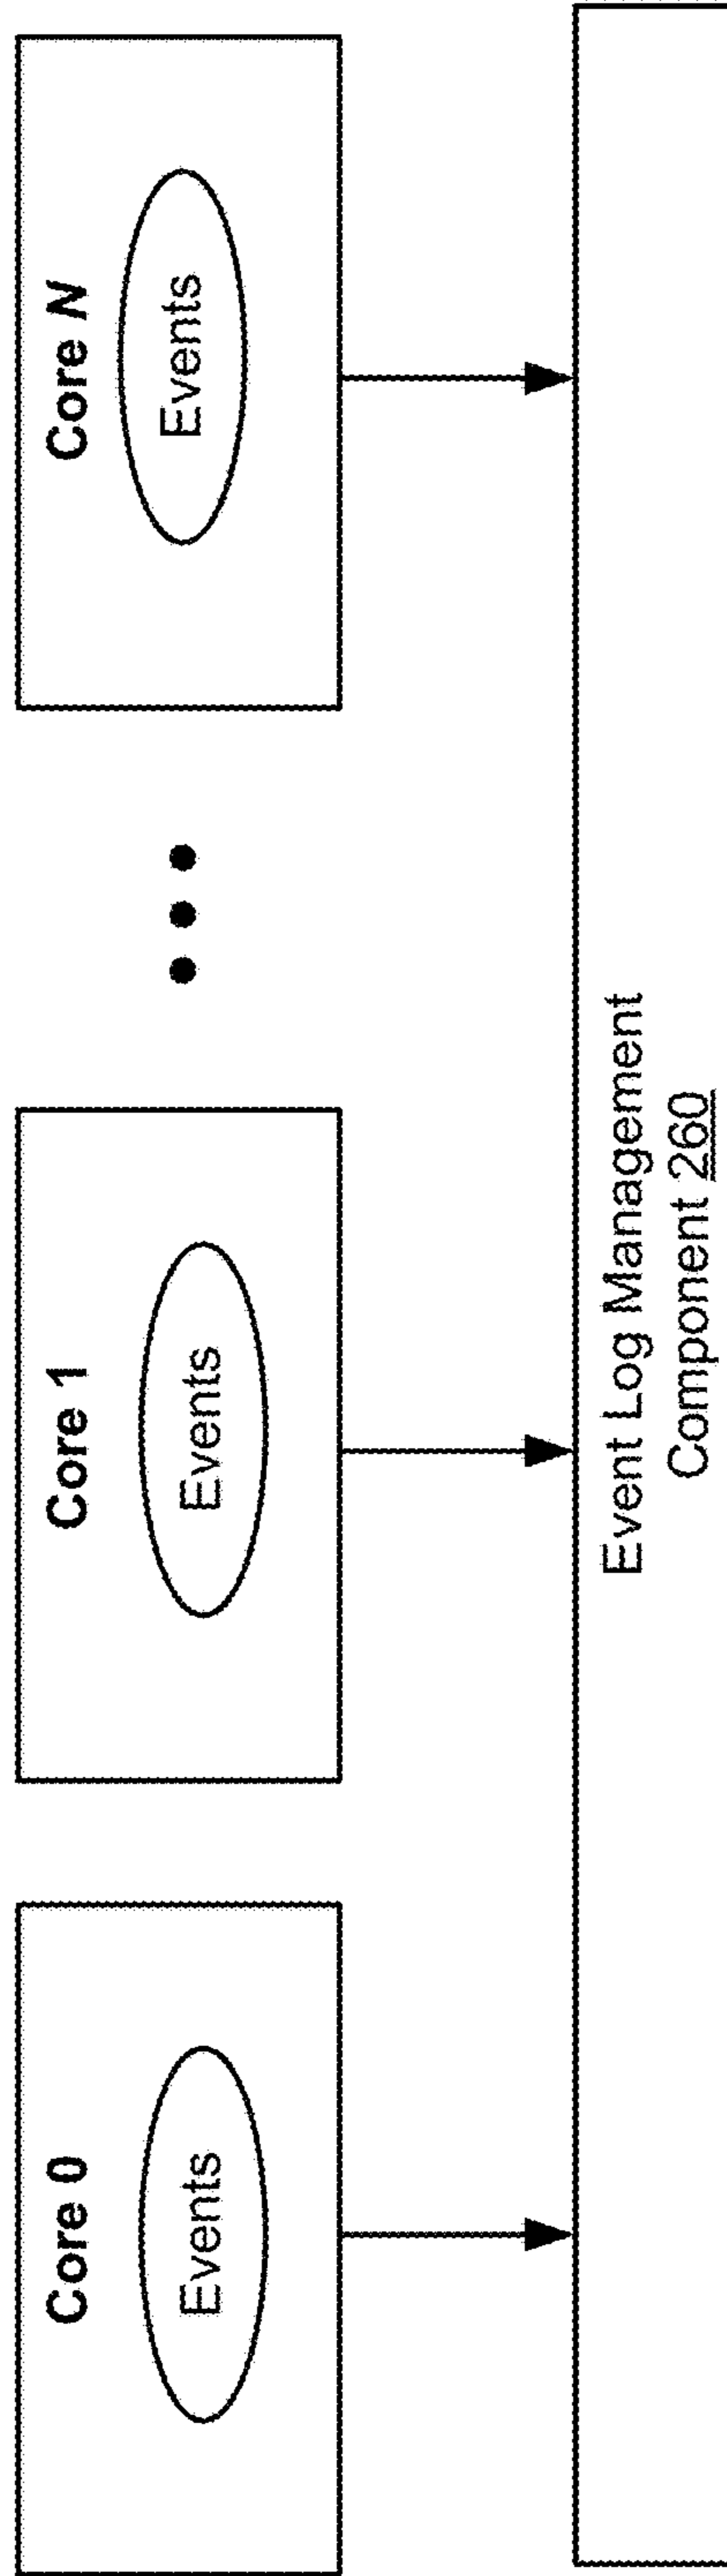 Core 0
Events
Core 1
Events
Core N
Events
Event Log Management
Component 260